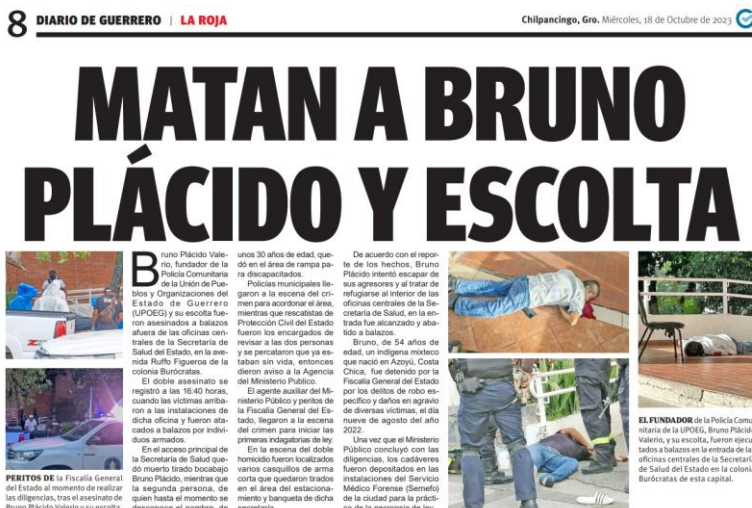 8 DIARIO DE GUERRERO | LA ROJA
Chilpancingo, Gro. Miércoles, 18 de Octubre de 2023
MATAN A BRUNO
PLÁCIDO Y ESCOLTA
Bruno Plácido Vale-
rio, fundador de la
Policía Comunitaria
de la Unión de Pue-
blos y Organizaciones del
Estado de Guerrero
(UPOEG) y su escolta fue-
ron asesinados a balazos
afuera de las oficinas cen-
trales de la Secretaría de
Salud del Estado, en la ave-
nida Ruffo Figueroa de la
colonia Burócratas.
El doble asesinato se
registró a las 16:40 horas,
cuando las víctimas arriba-
ron a las instalaciones de
dicha oficina y fueron ata-
cados a balazos por indivi-
duos armados.
En el acceso principal de
la Secretaría de Salud que-
dó muerto tirado bocabajo
Bruno Plácido, mientras que
la segunda persona, de
quien hasta el momento se
desconoce el nombre, de
unos 30 años de edad, que-
dó en el área de rampa pa-
ra discapacitados.
Policías municipales lle-
garon a la escena del cri-
men para acordonar el área,
mientras que rescatistas de
Protección Civil del Estado
fueron los encargados de
revisar a las dos personas
y se percataron que ya es-
taban sin vida, entonces
dieron aviso a la Agencia
del Ministerio Publico.
El agente auxiliar del Mi-
nisterio Público y peritos de
la Fiscalía General del Es-
tado, llegaron a la escena
del crimen para iniciar las
primeras indagatorias de ley.
En la escena del doble
homicidio fueron localizados
varios casquillos de arma
corta que quedaron tirados
en el área del estaciona-
miento y banqueta de dicha
secretaría.
De acuerdo con el repor-
te de los hechos, Bruno
Plácido intentó escapar de
sus agresores y al tratar de
refugiarse al interior de las
oficinas centrales de la Se-
cretaría de Salud, en la en-
trada fue alcanzado y aba-
tido a balazos.
Bruno, de 54 años de
edad, un indígena mixteco
que nació en Azoyú, Costa
Chica, fue detenido por la
Fiscalía General del Estado
por los delitos de robo es-
pecífico y daños en agravio
de diversas víctimas, el día
nueve de agosto del año
2022.
Una vez que el Ministerio
Público concluyó con las
diligencias, los cadáveres
fueron depositados en las
instalaciones del Servicio
Médico Forense (Semefo)
de la ciudad para la prácti-
ca de la necropsia de ley.
PERITOS DE la Fiscalía General
del Estado al momento de realizar
las diligencias, tras el asesinato de
Bruno Plácido Valerio y su escolta.
EL FUNDADOR de la Policía Comu
nitaria de la UPOEG, Bruno Plácido
Valerio, y su escolta, fueron ejecu
tados a balazos en la entrada de las
oficinas centrales de la Secretaría
de Salud del Estado en la colonia
Burócratas de esta capital.